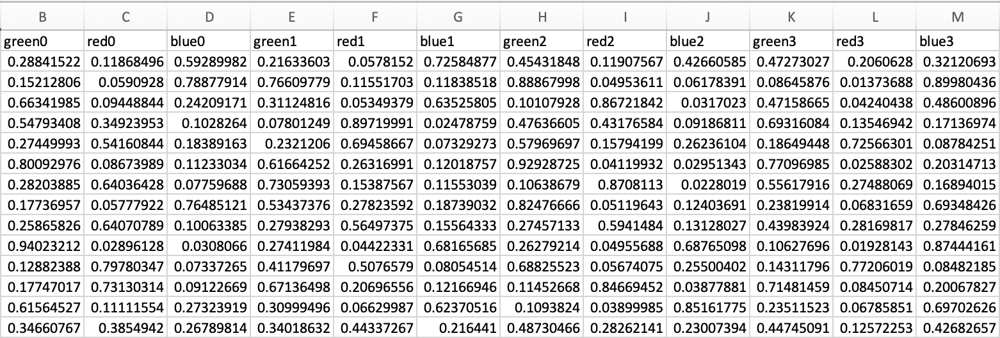 B C D E F G H I J K L M
green0 red0 blue0 green1 red1 blue1 green2 red2 blue2 green3 red3 blue3
0.28841522 0.11868496 0.59289982 0.21633603 0.0578152 0.72584877 0.45431848 0.11907567 0.42660585 0.47273027 0.2060628 0.32120693
0.15212806 0.0590928 0.78877914 0.76609779 0.11551703 0.11838518 0.88867998 0.04953611 0.06178391 0.08645876 0.01373688 0.89980436
0.66341985 0.09448844 0.24209171 0.31124816 0.05349379 0.63525805 0.10107928 0.86721842 0.0317023 0.47158665 0.04240438 0.48600896
0.54793408 0.34923953 0.1028264 0.07801249 0.89719991 0.02478759 0.47636605 0.43176584 0.09186811 0.69316084 0.13546942 0.17136974
0.27449993 0.54160844 0.18389163 0.2321206 0.69458667 0.07329273 0.57969697 0.15794199 0.26236104 0.18649448 0.72566301 0.08784251
0.80092976 0.08673989 0.11233034 0.61664252 0.26316991 0.12018757 0.92928725 0.04119932 0.02951343 0.77096985 0.02588302 0.20314713
0.28203885 0.64036428 0.07759688 0.73059393 0.15387567 0.11553039 0.10638679 0.8708113 0.0228019 0.55617916 0.27488069 0.16894015
0.17736957 0.05777922 0.76485121 0.53437376 0.27823592 0.18739032 0.82476666 0.05119643 0.12403691 0.23819914 0.06831659 0.69348426
0.25865826 0.64070789 0.10063385 0.27938293 0.56497375 0.15564333 0.27457133 0.5941484 0.13128027 0.43983924 0.28169817 0.27846259
0.94023212 0.02896128 0.0308066 0.27411984 0.04422331 0.68165685 0.26279214 0.04955688 0.68765098 0.10627696 0.01928143 0.87444161
0.12882388 0.79780347 0.07337265 0.41179697 0.5076579 0.08054514 0.68825523 0.05674075 0.25500402 0.14311796 0.77206019 0.08482185
0.17747017 0.73130314 0.09122669 0.67136498 0.20696556 0.12166946 0.11452668 0.84669452 0.03877881 0.71481459 0.08450714 0.20067827
0.61564527 0.11111554 0.27323919 0.30999496 0.06629987 0.62370516 0.1093824 0.03899985 0.85161775 0.23511523 0.06785851 0.69702626
0.34660767 0.3854942 0.26789814 0.34018632 0.44337267 0.216441 0.48730466 0.28262141 0.23007394 0.44745091 0.12572253 0.42682657